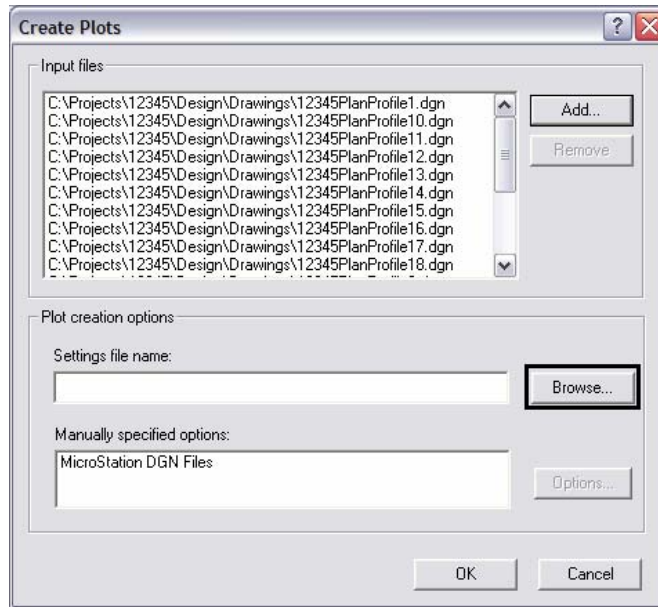 Create Plots
Input files
C:\Projects\12345\Design\Drawings\12345PlanProfile1.dgn
C:\Projects\12345\Design\Drawings\12345PlanProfile10.dgn
C:\Projects\12345\Design\Drawings\12345PlanProfile11.dgn
C:\Projects\12345\Design\Drawings\12345PlanProfile12.dgn
C:\Projects\12345\Design\Drawings\12345PlanProfile13.dgn
C:\Projects\12345\Design\Drawings\12345PlanProfile14.dgn
C:\Projects\12345\Design\Drawings\12345PlanProfile15.dgn
C:\Projects\12345\Design\Drawings\12345PlanProfile16.dgn
C:\Projects\12345\Design\Drawings\12345PlanProfile17.dgn
C:\Projects\12345\Design\Drawings\12345PlanProfile18.dgn
Add...
Remove
Plot creation options
Settings file name:
Browse...
Manually specified options:
MicroStation DGN Files
Options...
OK
Cancel